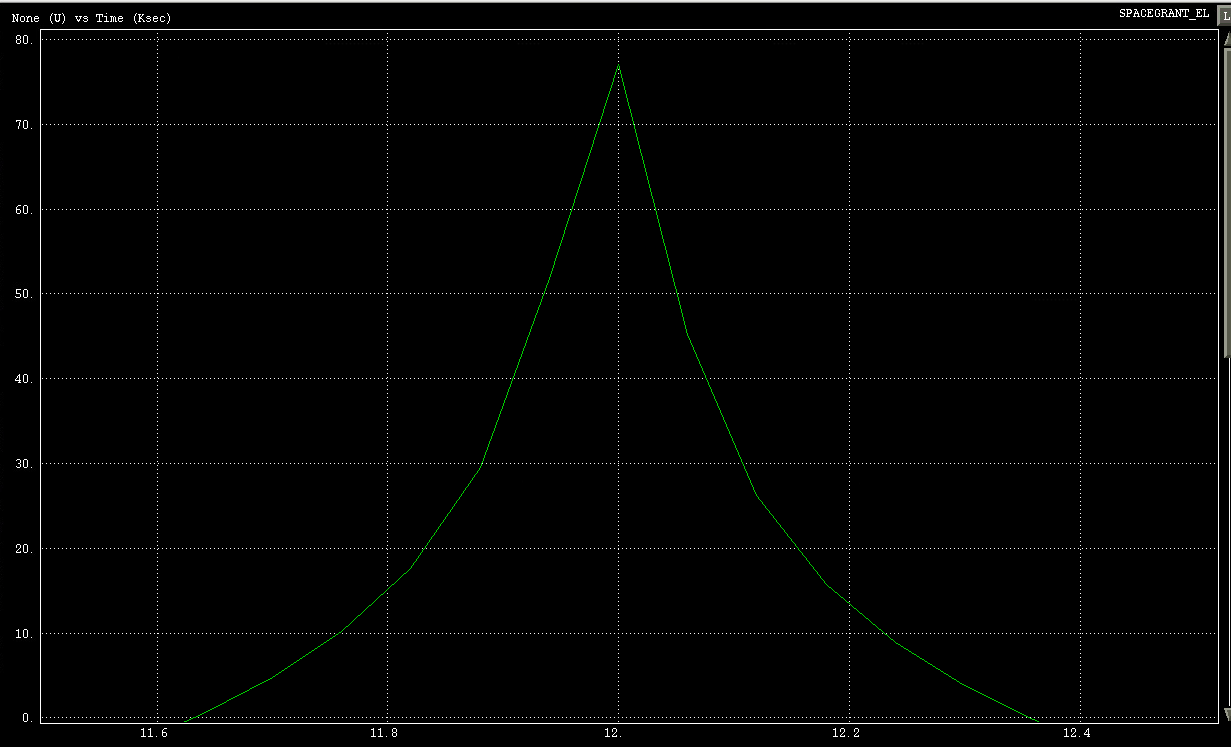 None (U) vs Time (Ksec)
SPACEGRANT_EL
L
80.
70.
60.
50.
40.
30.
20.
10.
0.
11.6 11.8 12. 12.2 12.4